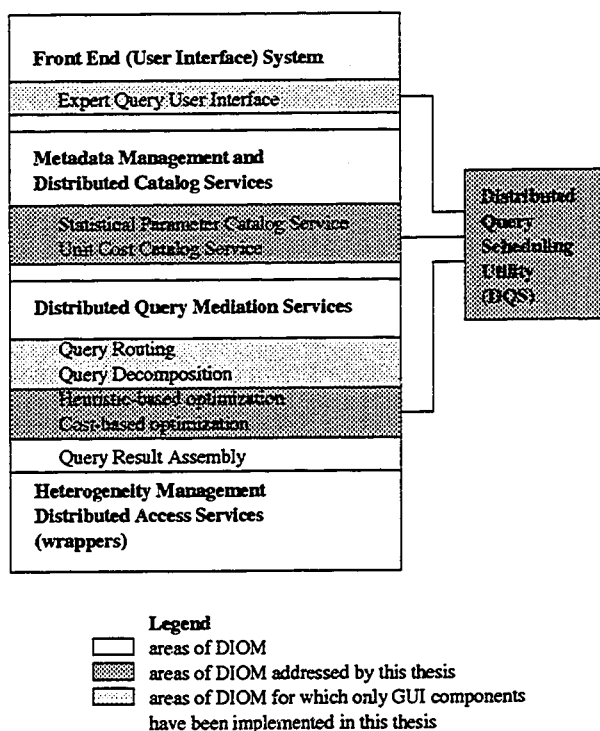 Front End (User Interface) System
Expert Query User Interface
Metadata Management and
Distributed Catalog Services
Statistical Parameter Catalog Service
Unit Cost Catalog Service
Distributed Query Mediation Services
Query Routing
Query Decomposition
Heuristic-based optimization
Cost-based optimization
Query Result Assembly
Heterogeneity Management
Distributed Access Services
(wrappers)
Distributed
Query
Scheduling
Utility
(DQS)
Legend
areas of DIOM
areas of DIOM addressed by this thesis
areas of DIOM for which only GUI components
have been implemented in this thesis